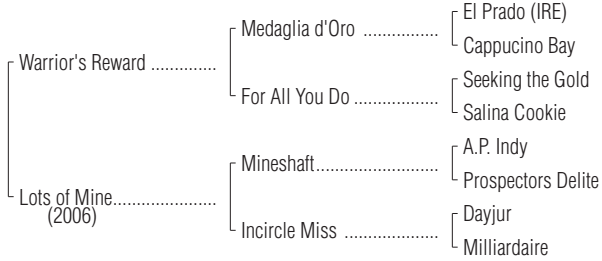 El Prado (IRE)
Medaglia d'Oro ................
Cappucino Bay
Warrior's Reward ..............
Seeking the Gold
For All You Do ..................
Salina Cookie
A.P. Indy
Mineshaft..........................
Prospectors Delite
Lots of Mine......................
(2006)
Dayjur
Incircle Miss ....................
Milliardaire